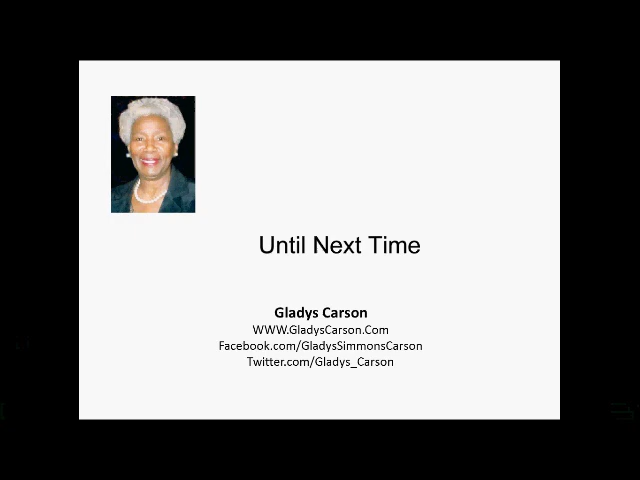 Until Next Time
Gladys Carson
WWW.GladysCarson.Com
Facebook.com/GladysSimmonsCarson
Twitter.com/Gladys_Carson